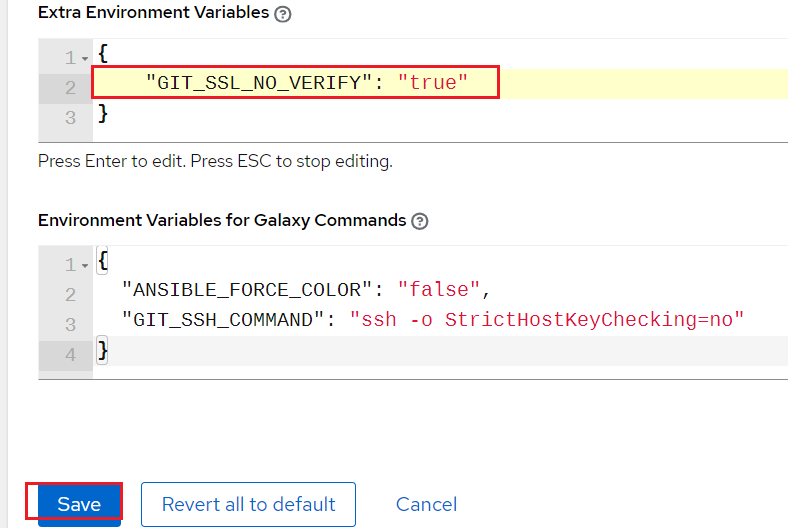 Extra Environment Variables ?
1 {
2 "GIT_SSL_NO_VERIFY": "true"
3 }
Press Enter to edit. Press ESC to stop editing.
Environment Variables for Galaxy Commands ?
1 {
2 "ANSIBLE_FORCE_COLOR": "false",
3 "GIT_SSH_COMMAND": "ssh -o StrictHostKeyChecking=no"
4 }
Save Revert all to default Cancel